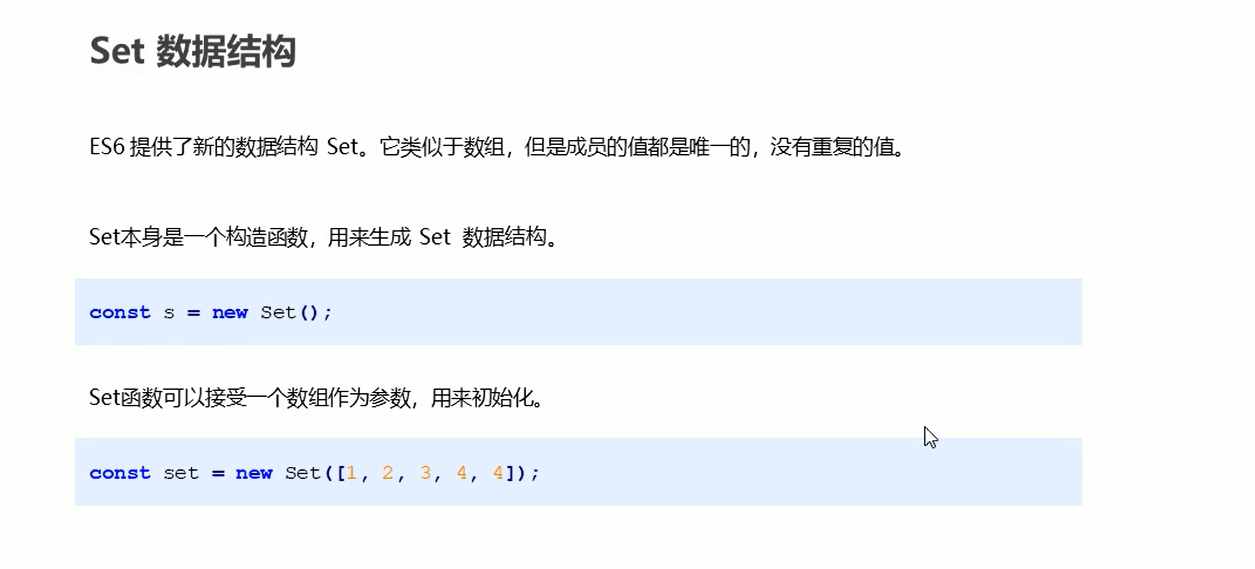 Set 数据结构
ES6 提供了新的数据结构 Set。它类似于数组，但是成员的值都是唯一的，没有重复的值。
Set本身是一个构造函数，用来生成 Set 数据结构。
const s = new Set();
Set函数可以接受一个数组作为参数，用来初始化。
const set = new Set([1, 2, 3, 4, 4]);